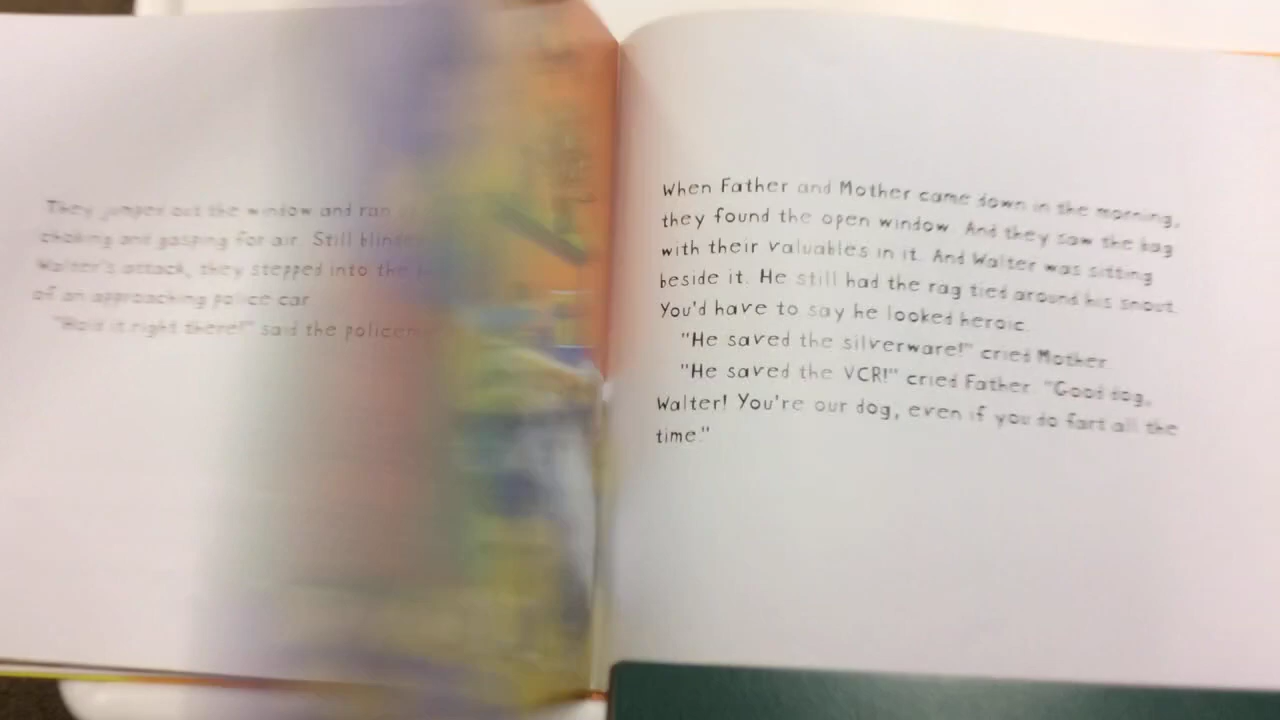 They jumped out the window and ran
choking and gasping for air. Still
Walter's attack, they stepped into the
of an approaching police car.
"Hold it right there!" said the
When Father and Mother came down in the morning,
they found the open window. And they saw the bag
with their valuables in it. And Walter was sitting
beside it. He still had the rag tied around his snout.
You'd have to say he looked heroic.
"He saved the silverware!" cried Mother.
"He saved the VCR!" cried Father. "Good dog,
Walter! You're our dog, even if you do fart all the
time."